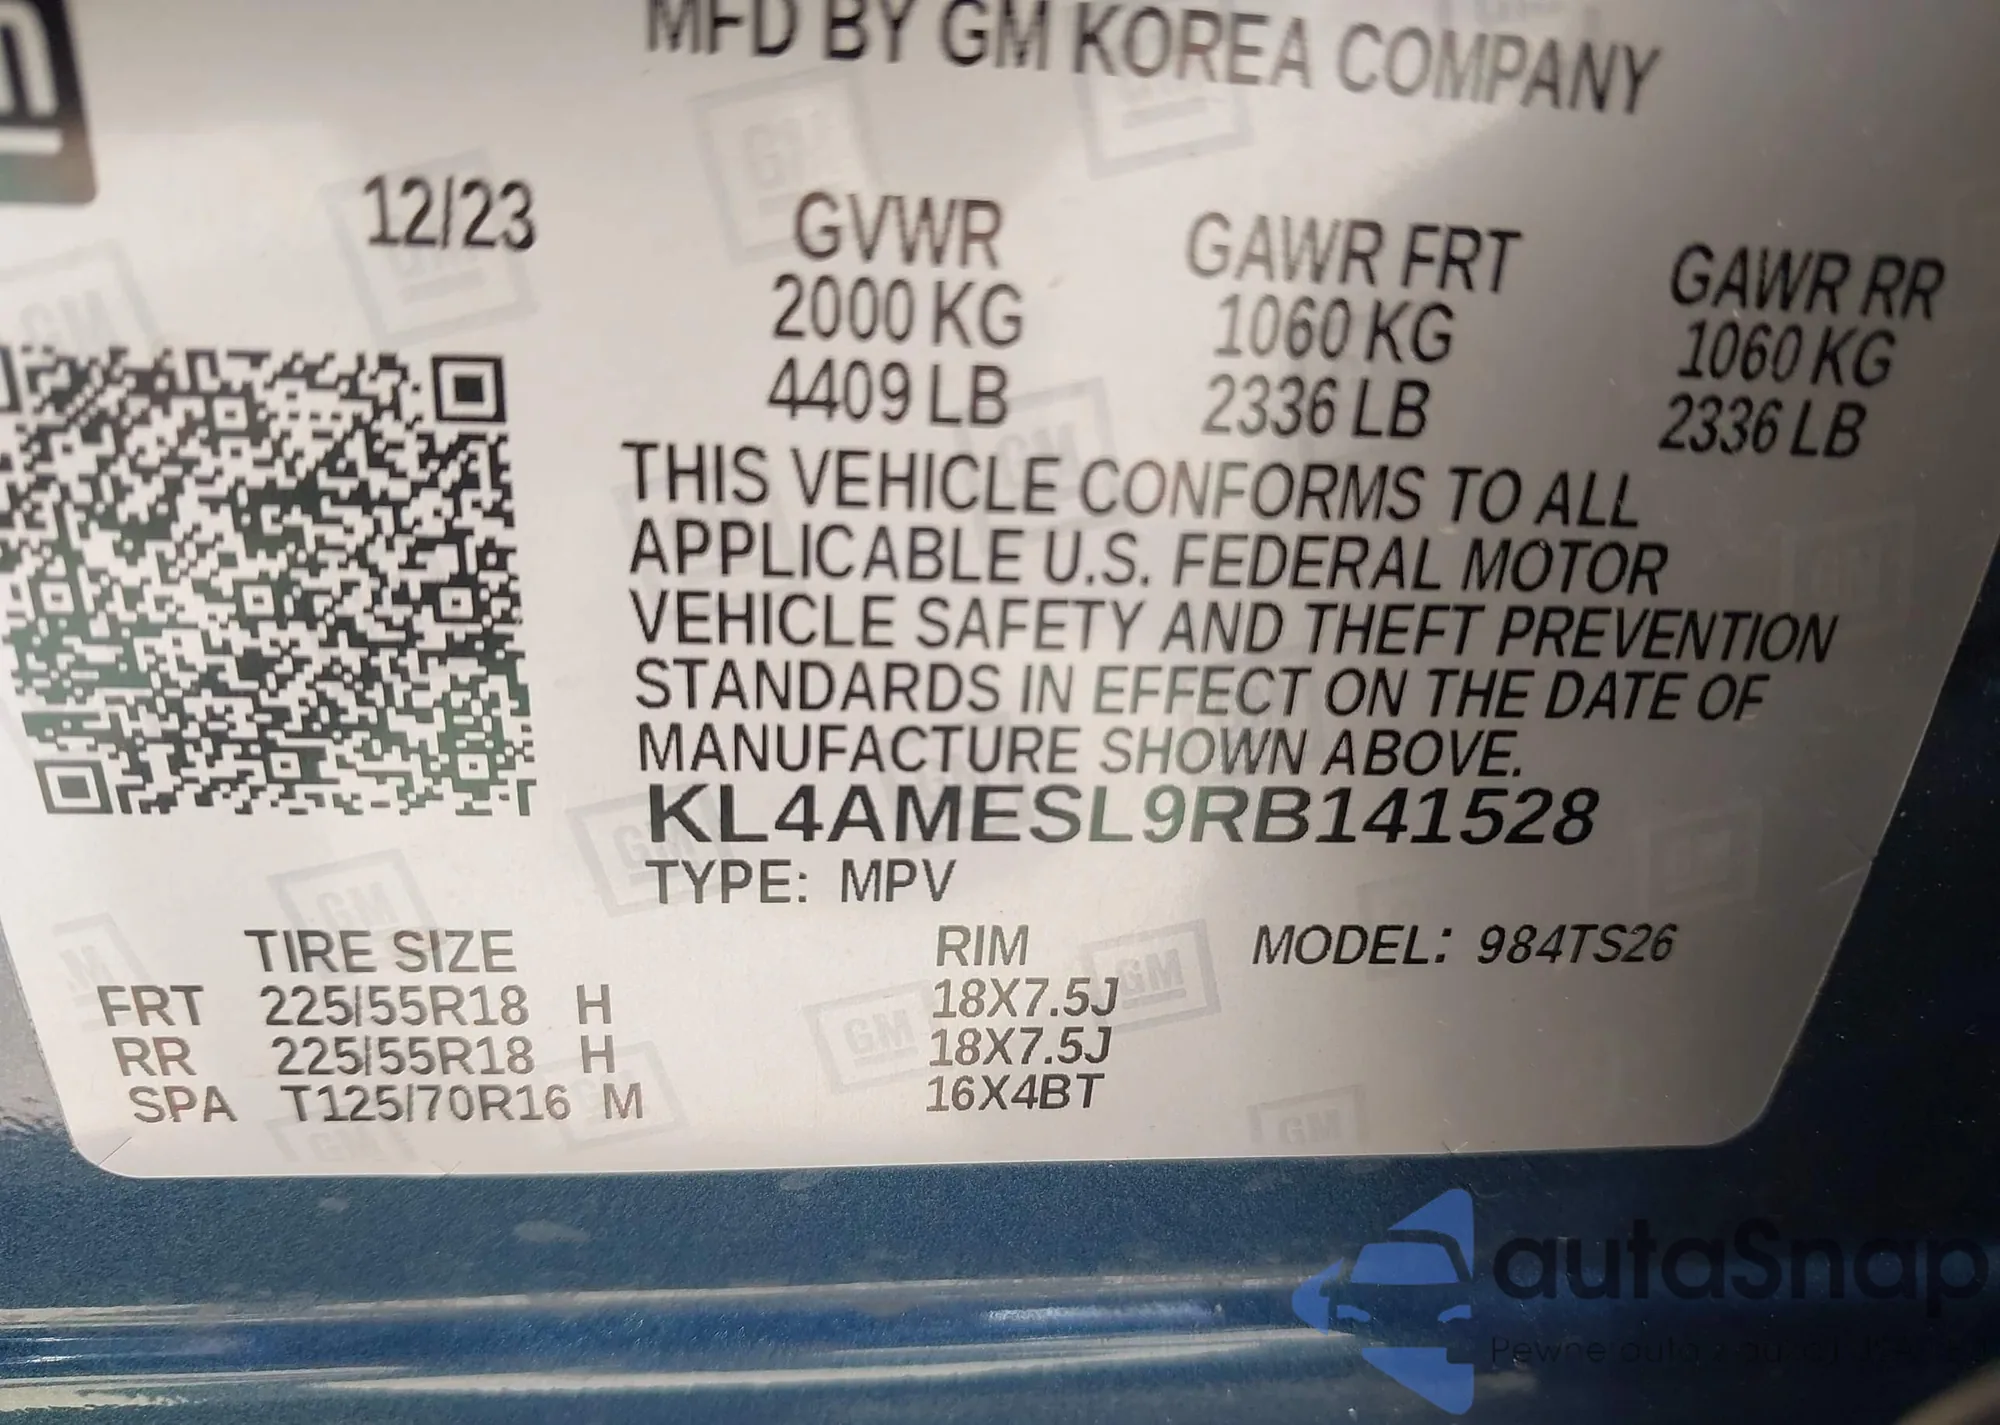 MFD BY GM KOREA COMPANY
12/23
GVWR
2000 KG
4409 LB
GAWR FRT
1060 KG
2336 LB
GAWR RR
1060 KG
2336 LB
THIS VEHICLE CONFORMS TO ALL
APPLICABLE U.S. FEDERAL MOTOR
VEHICLE SAFETY AND THEFT PREVENTION
STANDARDS IN EFFECT ON THE DATE OF
MANUFACTURE SHOWN ABOVE.
KL4AMESL9RB141528
TYPE: MPV
TIRE SIZE RIM MODEL: 984TS26
FRT 225/55R18 H 18X7.5J
RR 225/55R18 H 18X7.5J
SPA T125/70R16 M 16X4BT
GM
autaSnap
Pewne auto z